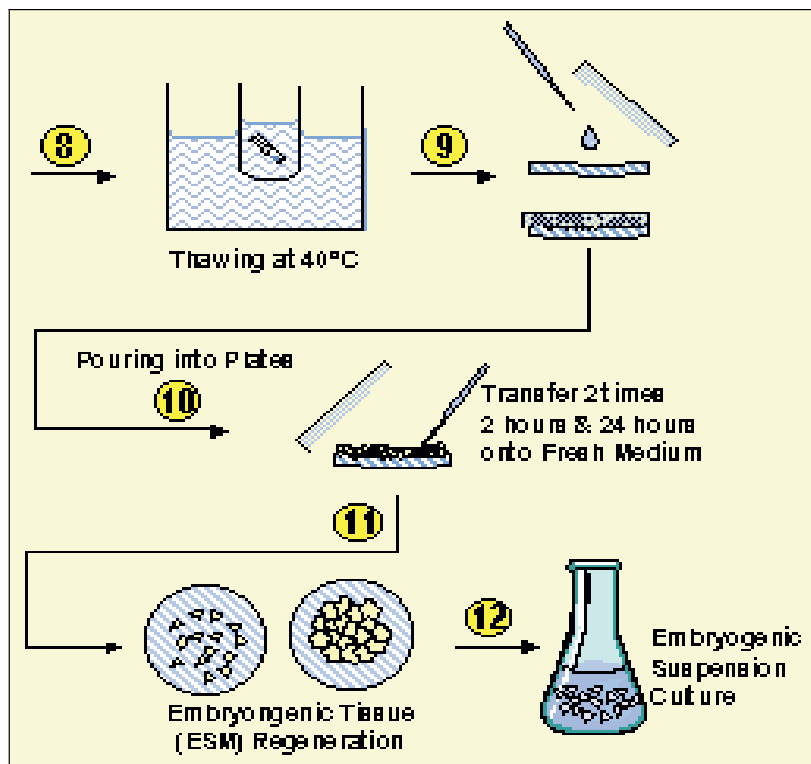 8
9
Thawing at 40°C
Pouring into Plates
10
Transfer 2 times
2 hours & 24 hours
onto Fresh Medium
11
12
Embryongenic Tissue
(ESM) Regeneration
Embryogenic
Suspension
Culture